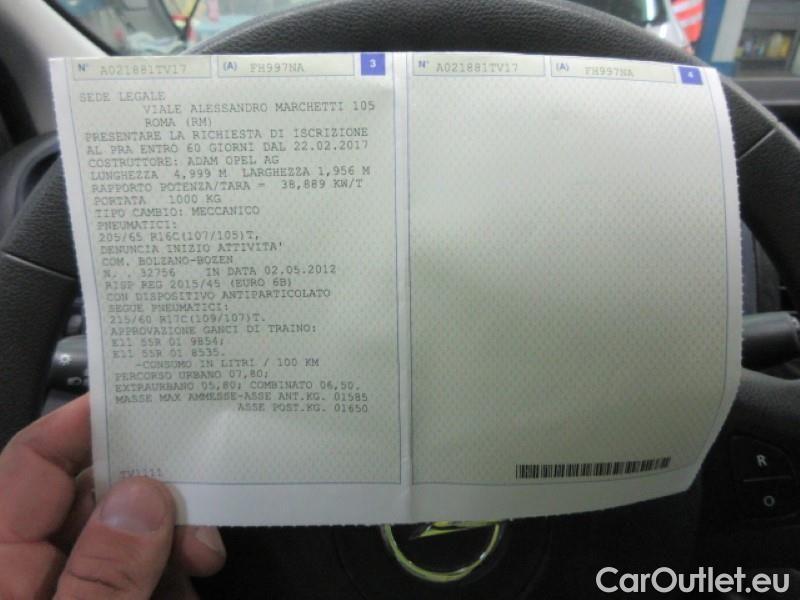 N° A021881TV17 (A) FH997NA 3
SEDE LEGALE
VIALE ALESSANDRO MARCHETTI 105
ROMA (RM)
PRESENTARE LA RICHIESTA DI ISCRIZIONE
AL PRA ENTRO 60 GIORNI DAL 22.02.2017
COSTRUTTORE: ADAM OPEL AG
LUNGHEZZA 4,999 M LARGHEZZA 1,956 M
RAPPORTO POTENZA/TARA = 38,889 KW/T
PORTATA 1000 KG
TIPO CAMBIO: MECCANICO
PNEUMATICI:
205/65 R16C(107/105)T,
DENUNCIA INIZIO ATTIVITA'
COM. BOLZANO-BOZEN
N. . 32756 IN DATA 02.05.2012
RISP REG 2015/45 (EURO 6B)
CON DISPOSITIVO ANTIPARTICOLATO
SEGUE PNEUMATICI:
215/60 R17C(109/107)T.
APPROVAZIONE GANCI DI TRAINO:
E11 55R 01 9854;
E11 55R 01 8535.
-CONSUMO IN LITRI / 100 KM
PERCORSO URBANO 07,80;
EXTRAURBANO 05,80; COMBINATO 06,50.
MASSE MAX AMMESSE-ASSE ANT.KG. 01585
ASSE POST.KG. 01650
TV1111
N° A021881TV17 (A) FH997NA 4
R
O
CarOutlet.eu